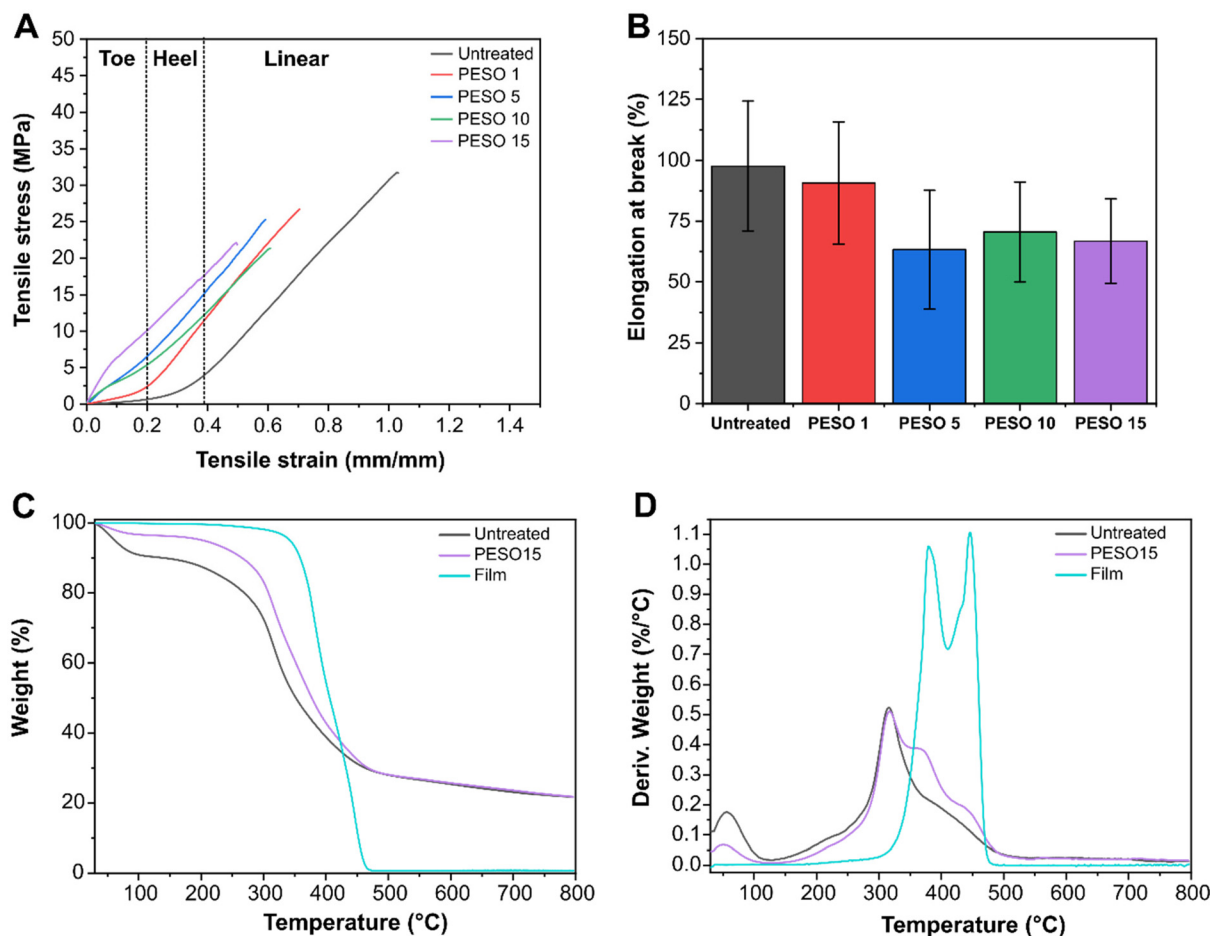 A
Toe
Heel
Linear
Untreated
PESO 1
PESO 5
PESO 10
PESO 15
Tensile stress (MPa)
50
45
40
35
30
25
20
15
10
5
0
0.0 0.2 0.4 0.6 0.8 1.0 1.2 1.4
Tensile strain (mm/mm)
B
Elongation at break (%)
150
125
100
75
50
25
0
Untreated PESO 1 PESO 5 PESO 10 PESO 15
C
Untreated
PESO15
Film
Weight (%)
100
80
60
40
20
0
100 200 300 400 500 600 700 800
Temperature (°C)
D
Untreated
PESO15
Film
Deriv. Weight (%/°C)
1.1
1.0
0.9
0.8
0.7
0.6
0.5
0.4
0.3
0.2
0.1
0.0
100 200 300 400 500 600 700 800
Temperature (°C)